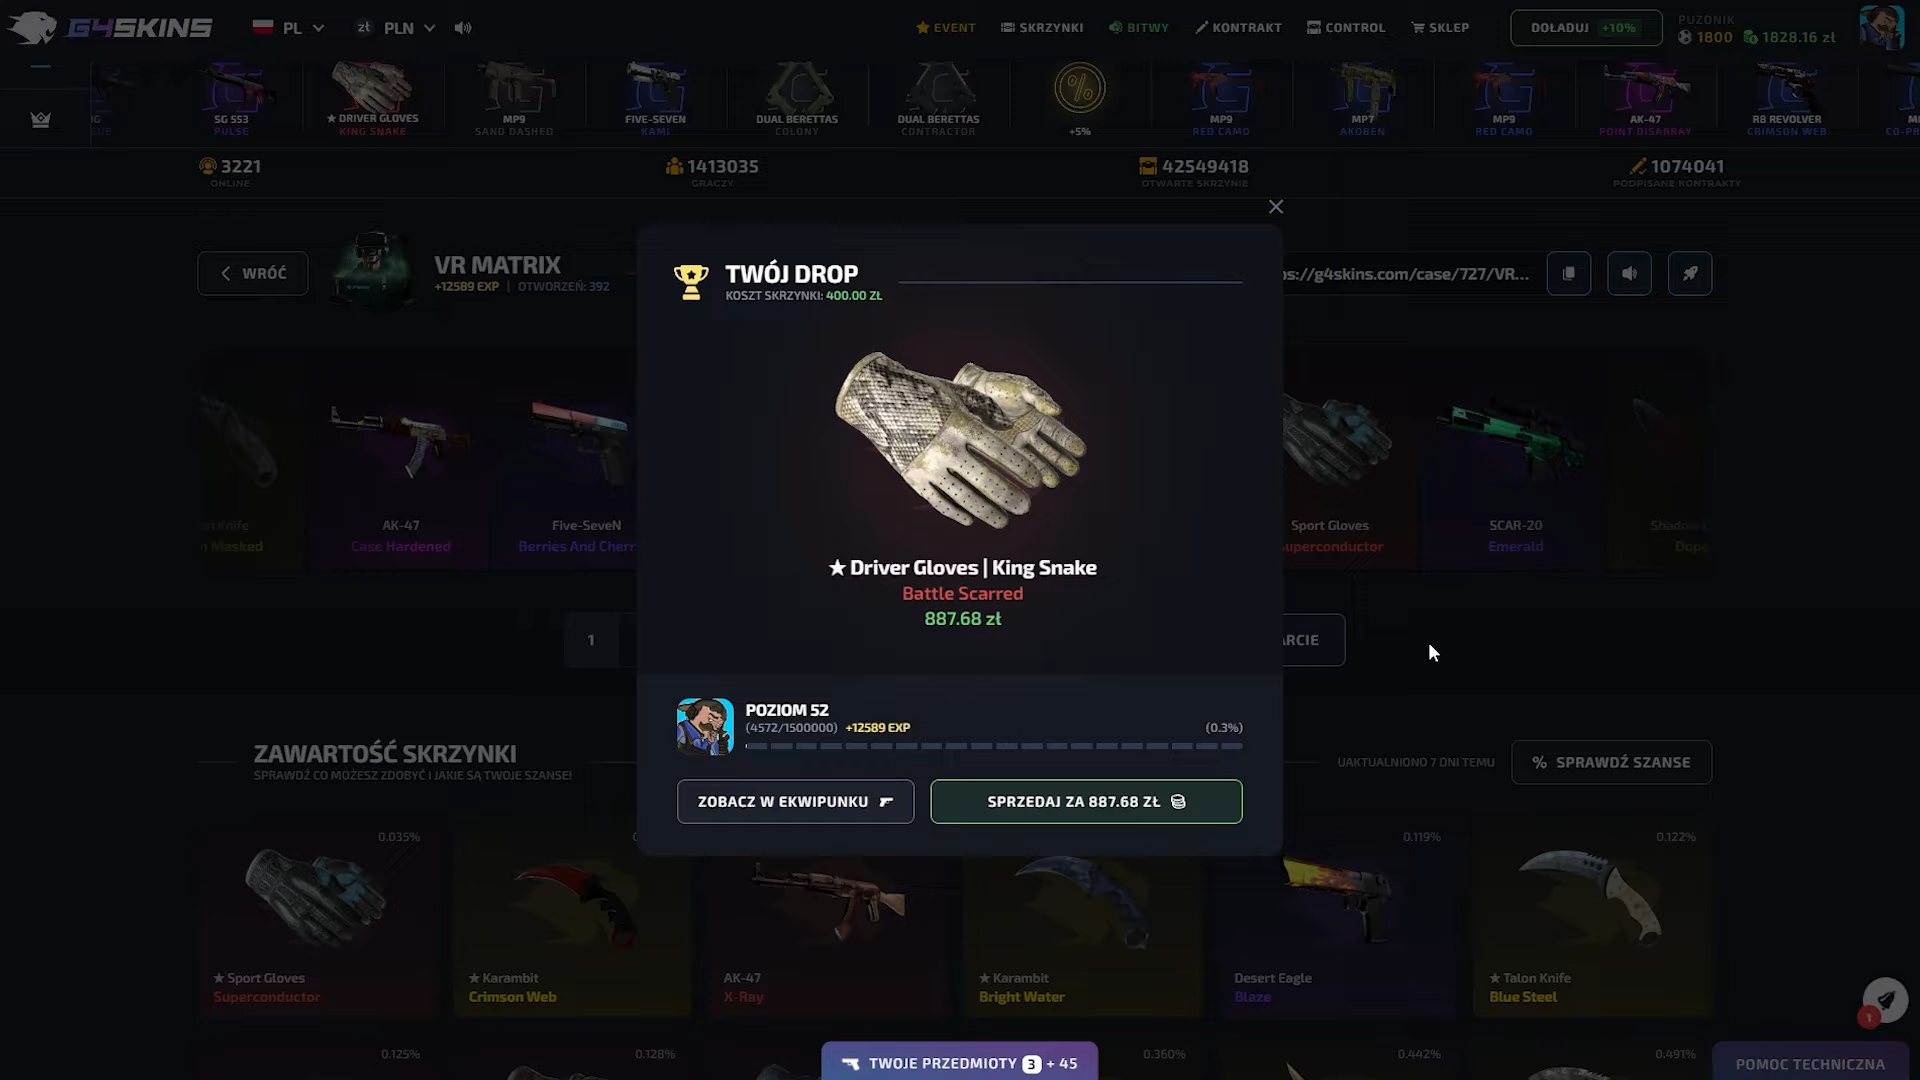 G4SKINS
PL
zł PLN
EVENT
SKRZYNKI
BITWY
KONTRAKT
CONTROL
SKLEP
DOŁADUJ +10%
PUZONIK
1800 1828.16 zł
SG 553
PULSE
★ DRIVER GLOVES
KING SNAKE
MP9
SAND DASHED
FIVE-SEVEN
KAMI
DUAL BERETTAS
COLONY
DUAL BERETTAS
CONTRACTOR
+5%
MP9
RED CAMO
MP7
AKOBEN
MP9
RED CAMO
AK-47
POINT DISARRAY
R8 REVOLVER
CRIMSON WEB
3221
ONLINE
1413035
GRACZY
42549418
OTWARTE SKRZYNIE
1074041
PODPISANE KONTRAKTY
WRÓĆ
VR MATRIX
+12589 EXP | OTWORZEŃ: 392
ps://g4skins.com/case/727/VR...
TWÓJ DROP
KOSZT SKRZYNKI: 400.00 ZŁ
AK-47
Case Hardened
Five-SeveN
Berries And Cherr
★ Driver Gloves | King Snake
Battle Scarred
887.68 zł
Sport Gloves
Superconductor
SCAR-20
Emerald
1
ARCIE
POZIOM 52
(4572/1500000) +12589 EXP (0.3%)
ZOBACZ W EKWIPUNKU
SPRZEDAJ ZA 887.68 ZŁ
ZAWARTOŚĆ SKRZYNKI
SPRAWDŹ CO MOŻESZ ZDOBYĆ I JAKIE SĄ TWOJE SZANSE!
UAKTUALNIONO 7 DNI TEMU
% SPRAWDŹ SZANSE
0.035%
★ Sport Gloves
Superconductor
★ Karambit
Crimson Web
AK-47
X-Ray
★ Karambit
Bright Water
0.119%
Desert Eagle
Blaze
0.122%
★ Talon Knife
Blue Steel
0.125%
0.128%
0.360%
0.442%
0.491%
TWOJE PRZEDMIOTY 3 + 45
1
POMOC TECHNICZNA